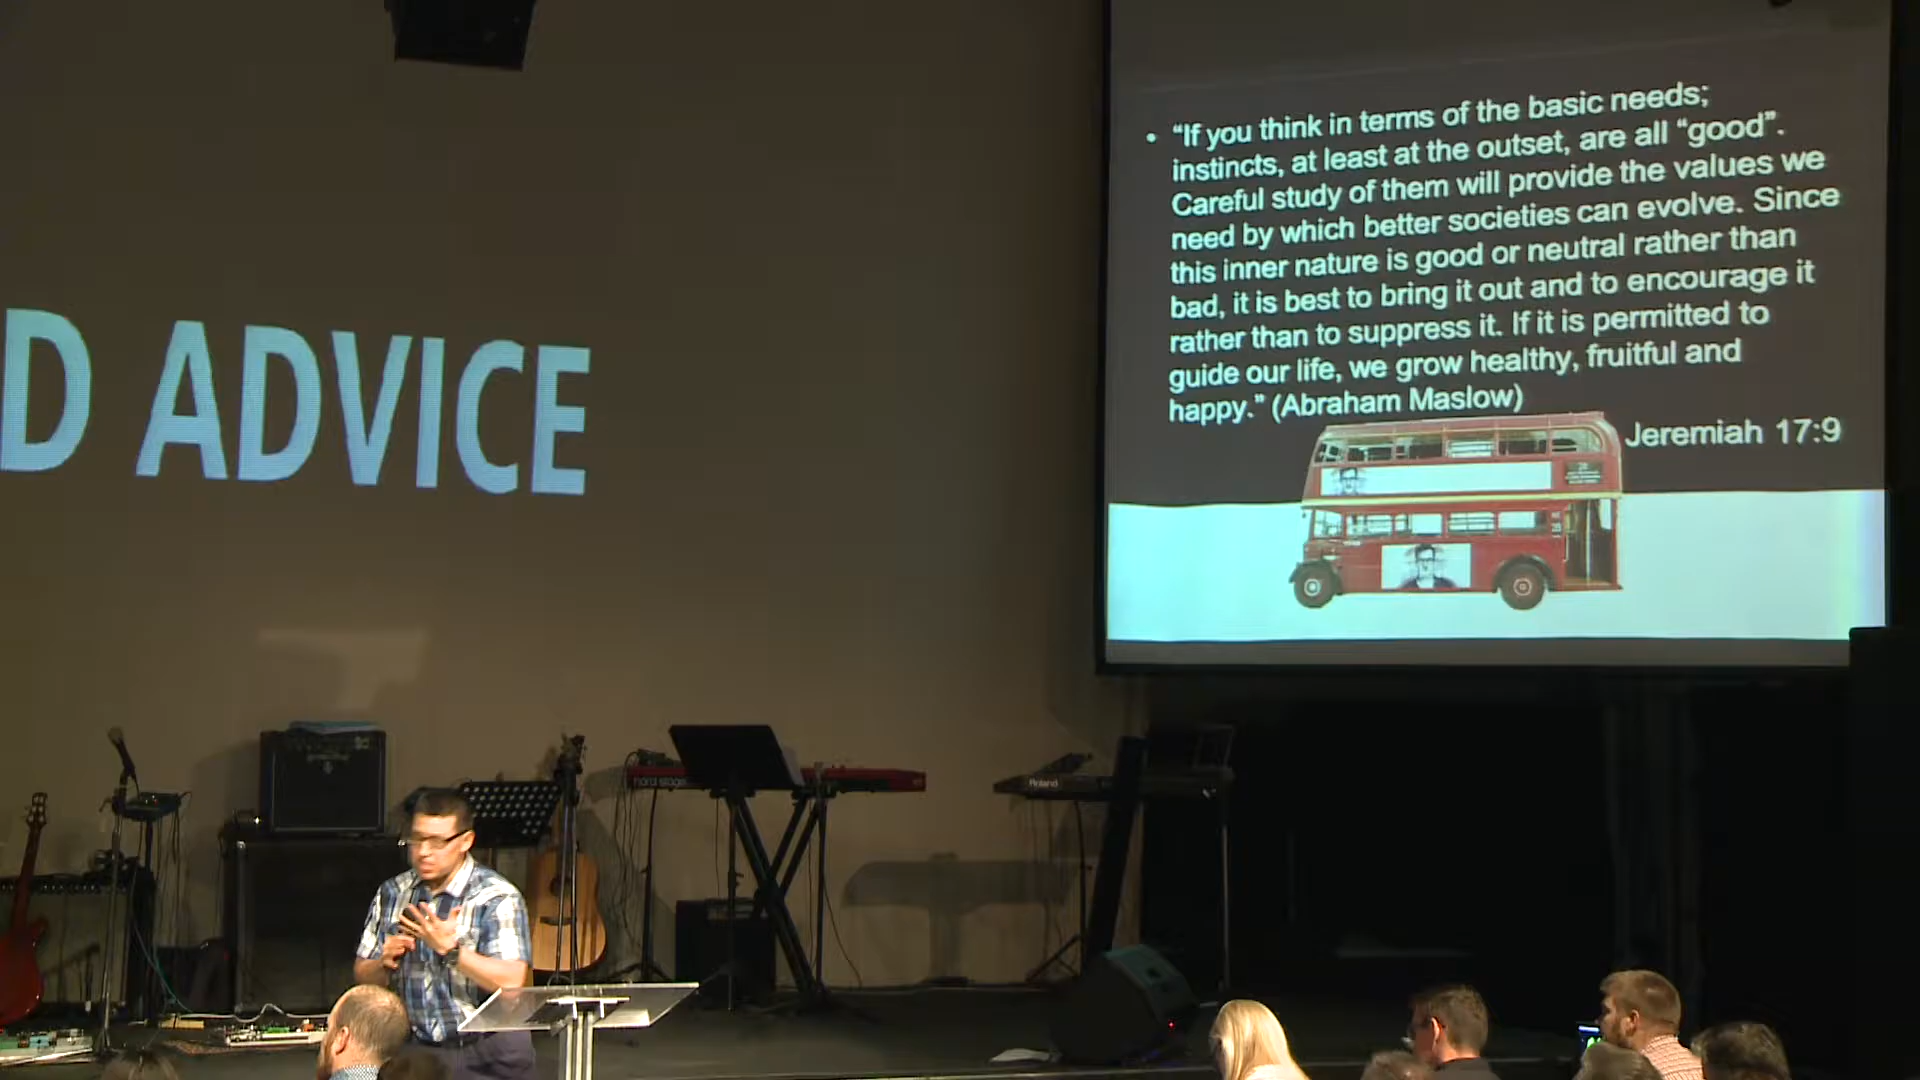 D ADVICE
• “If you think in terms of the basic needs;
instincts, at least at the outset, are all “good”.
Careful study of them will provide the values we
need by which better societies can evolve. Since
this inner nature is good or neutral rather than
bad, it is best to bring it out and to encourage it
rather than to suppress it. If it is permitted to
guide our life, we grow healthy, fruitful and
happy.” (Abraham Maslow)
Jeremiah 17:9
nord stage
Roland